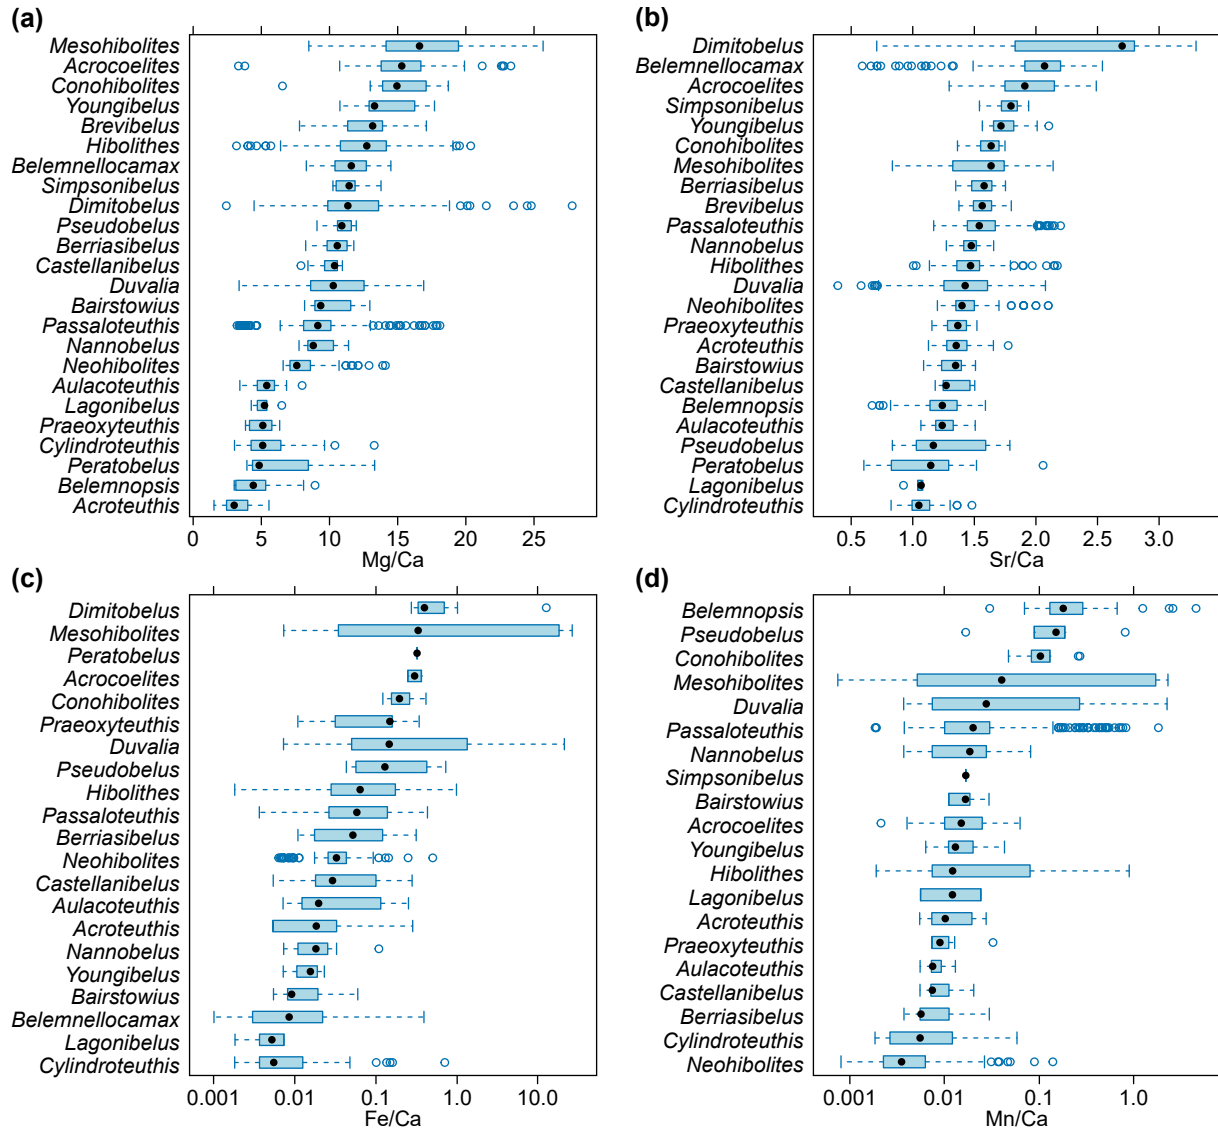 (a)
Mesohibolites
Acrocoelites
Conohibolites
Youngibelus
Brevibelus
Hibolithes
Belemnellocamax
Simpsonibelus
Dimitobelus
Pseudobelus
Berriasibelus
Castellanibelus
Duvalia
Bairstowius
Passaloteuthis
Nannobelus
Neohibolites
Aulacoteuthis
Lagonibelus
Praeoxyteuthis
Cylindroteuthis
Peratobelus
Belemnopsis
Acroteuthis
0 5 10 15 20 25
Mg/Ca
(b)
Dimitobelus
Belemnellocamax
Acrocoelites
Simpsonibelus
Youngibelus
Conohibolites
Mesohibolites
Berriasibelus
Brevibelus
Passaloteuthis
Nannobelus
Hibolithes
Duvalia
Neohibolites
Praeoxyteuthis
Acroteuthis
Bairstowius
Castellanibelus
Belemnopsis
Aulacoteuthis
Pseudobelus
Peratobelus
Lagonibelus
Cylindroteuthis
0.5 1.0 1.5 2.0 2.5 3.0
Sr/Ca
(c)
Dimitobelus
Mesohibolites
Peratobelus
Acrocoelites
Conohibolites
Praeoxyteuthis
Duvalia
Pseudobelus
Hibolithes
Passaloteuthis
Berriasibelus
Neohibolites
Castellanibelus
Aulacoteuthis
Acroteuthis
Nannobelus
Youngibelus
Bairstowius
Belemnellocamax
Lagonibelus
Cylindroteuthis
0.001 0.01 0.1 1.0 10.0
Fe/Ca
(d)
Belemnopsis
Pseudobelus
Conohibolites
Mesohibolites
Duvalia
Passaloteuthis
Nannobelus
Simpsonibelus
Bairstowius
Acrocoelites
Youngibelus
Hibolithes
Lagonibelus
Acroteuthis
Praeoxyteuthis
Aulacoteuthis
Castellanibelus
Berriasibelus
Cylindroteuthis
Neohibolites
0.001 0.01 0.1 1.0
Mn/Ca